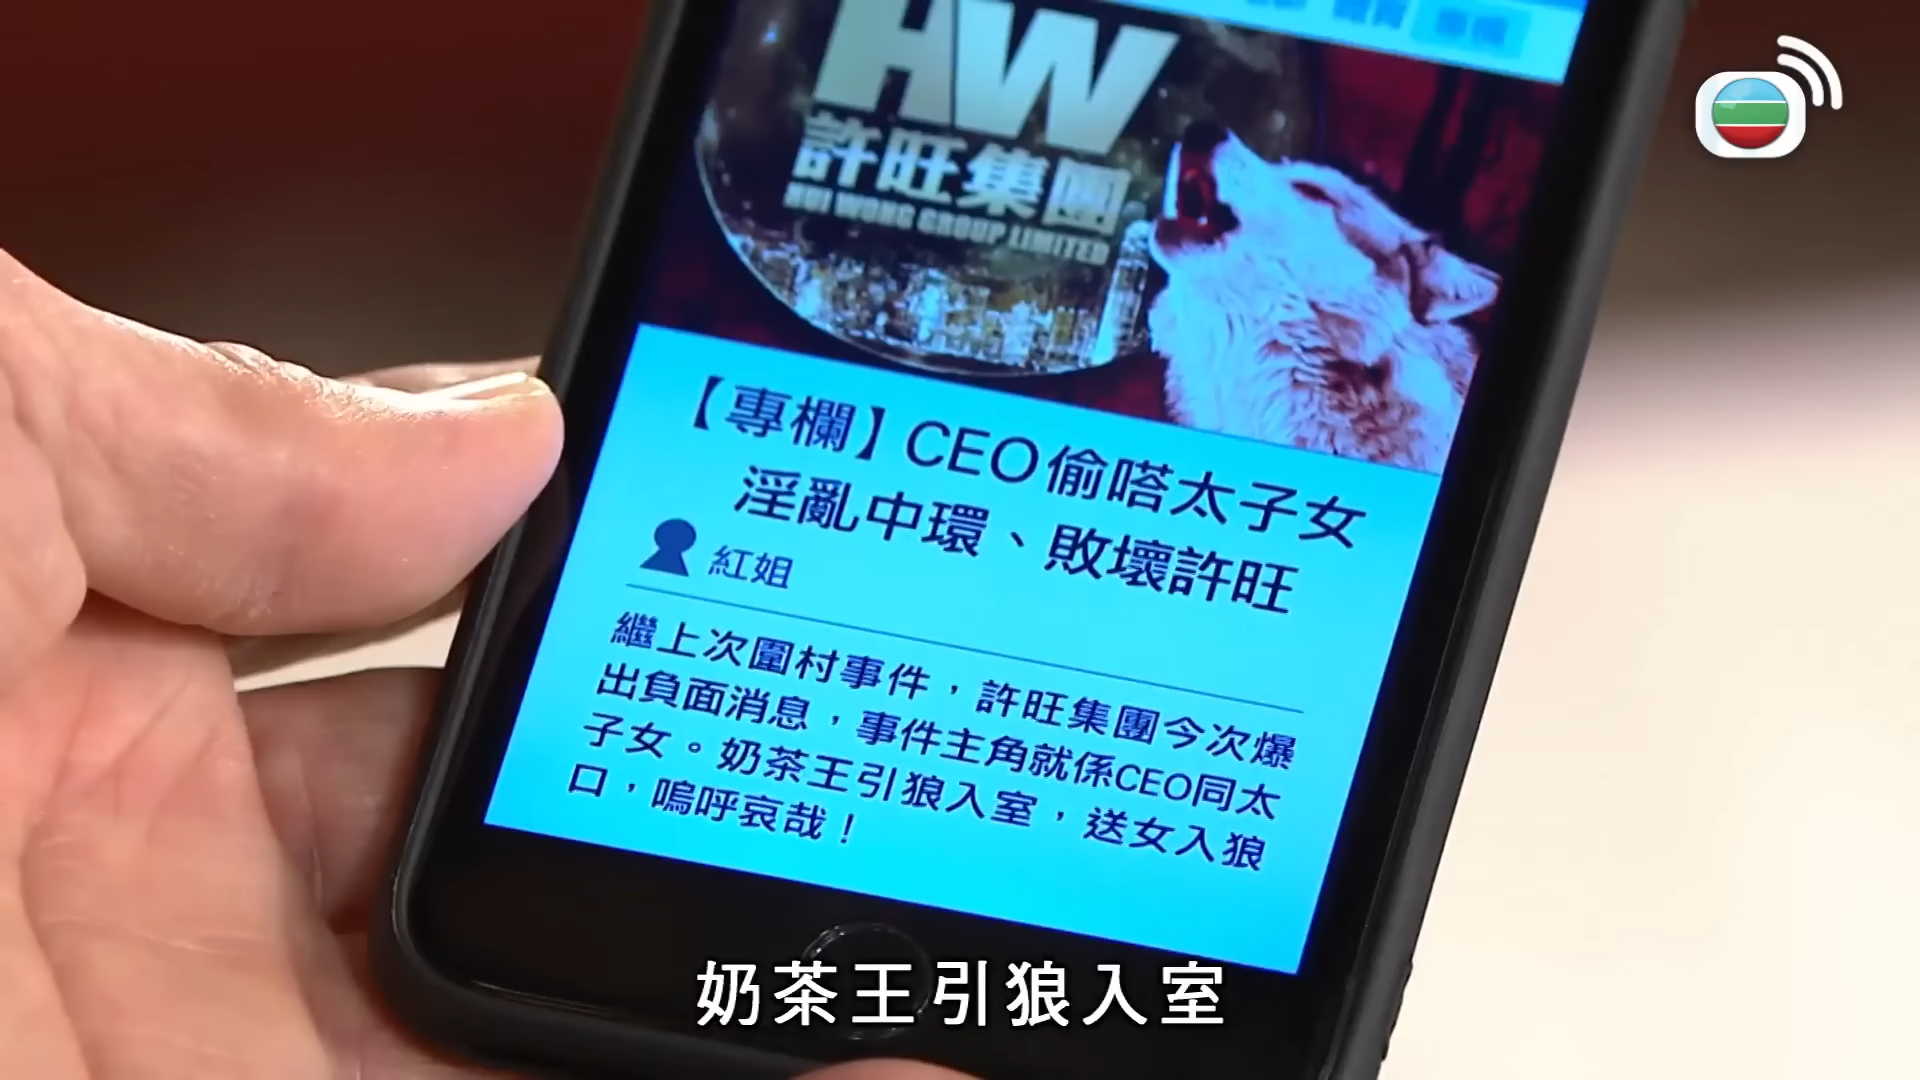 專欄
HW
許旺集團
HUI WONG GROUP LIMITED
【專欄】CEO偷嗒太子女
淫亂中環、敗壞許旺
紅姐
繼上次圍村事件，許旺集團今次爆
出負面消息，事件主角就係CEO同太
子女。奶茶王引狼入室，送女入狼
口，嗚呼哀哉！
奶茶王引狼入室